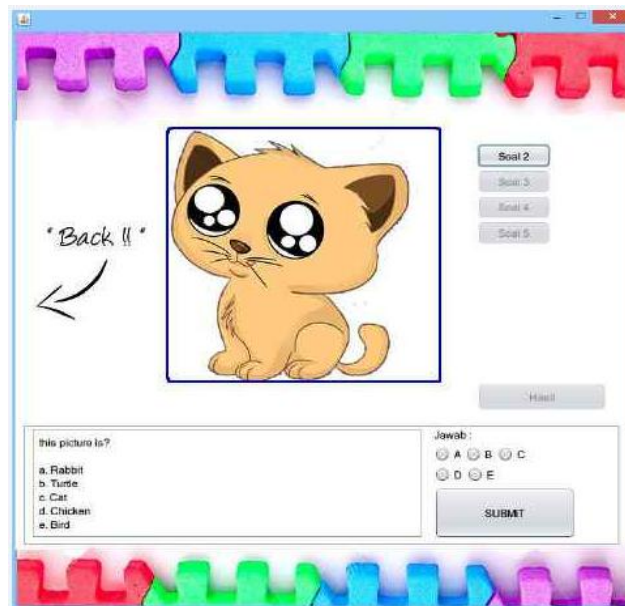 " Back !! "
Soal 2
Soal 3
Soal 4
Soal 5
Hasil
this picture is?
a. Rabbit
b. Turtle
c. Cat
d. Chicken
e. Bird
Jawab :
A B C
D E
SUBMIT